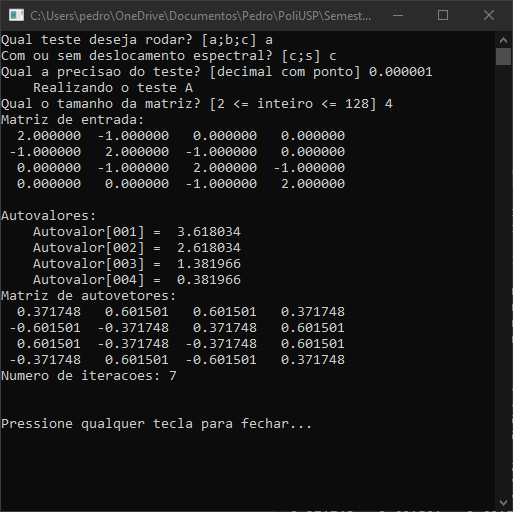 C:\Users\pedro\OneDrive\Documentos\Pedro\PoliUSP\Semest...
Qual teste deseja rodar? [a;b;c] a
Com ou sem deslocamento espectral? [c;s] c
Qual a precisao do teste? [decimal com ponto] 0.000001
    Realizando o teste A
Qual o tamanho da matriz? [2 <= inteiro <= 128] 4
Matriz de entrada:
  2.000000  -1.000000   0.000000   0.000000
 -1.000000   2.000000  -1.000000   0.000000
  0.000000  -1.000000   2.000000  -1.000000
  0.000000   0.000000  -1.000000   2.000000
Autovalores:
    Autovalor[001] =  3.618034
    Autovalor[002] =  2.618034
    Autovalor[003] =  1.381966
    Autovalor[004] =  0.381966
Matriz de autovetores:
  0.371748   0.601501   0.601501   0.371748
 -0.601501  -0.371748   0.371748   0.601501
  0.601501  -0.371748  -0.371748   0.601501
 -0.371748   0.601501  -0.601501   0.371748
Numero de iteracoes: 7
Pressione qualquer tecla para fechar...